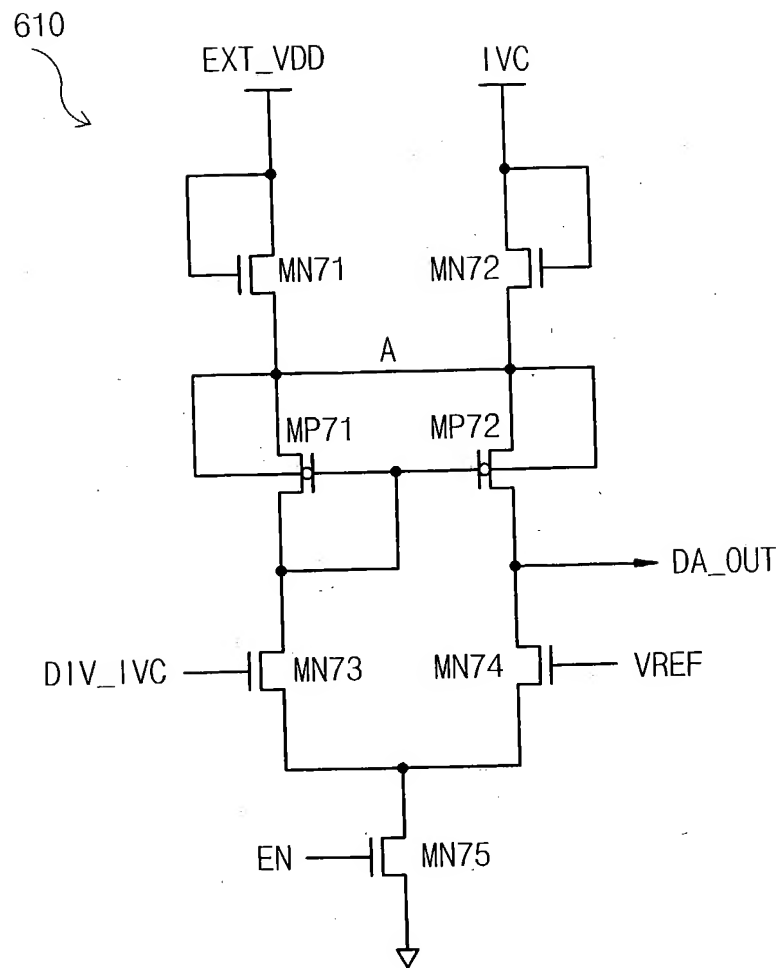 610
EXT_VDD
IVC
MN71
MN72
A
MP71
MP72
DA_OUT
DIV_IVC
MN73
MN74
VREF
EN
MN75